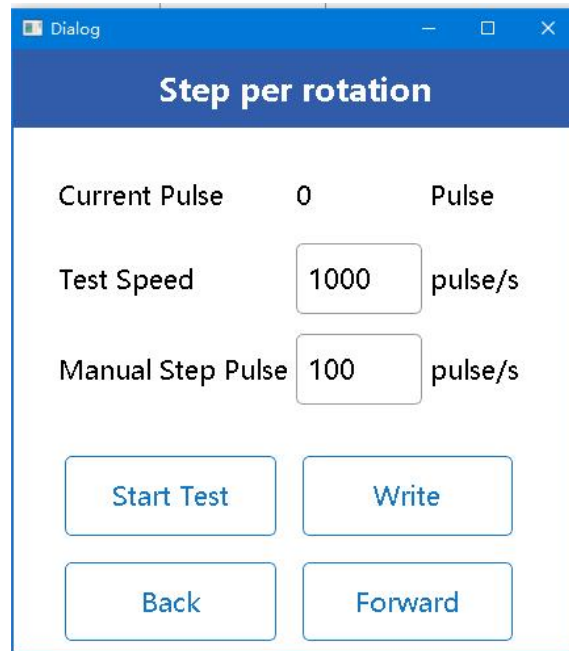 Dialog
Step per rotation
Current Pulse 0 Pulse
Test Speed 1000 pulse/s
Manual Step Pulse 100 pulse/s
Start Test Write
Back Forward